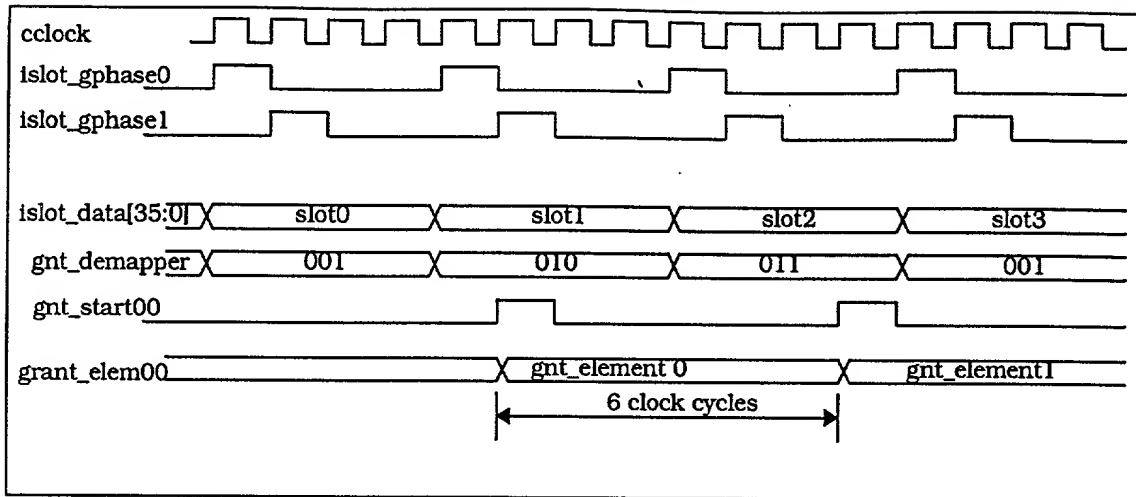 cclock
islot_gphase0
islot_gphase1
islot_data[35:0] slot0 slot1 slot2 slot3
gnt_demapper 001 010 011 001
gnt_start00
grant_elem00 gnt_element 0 gnt_element1
6 clock cycles